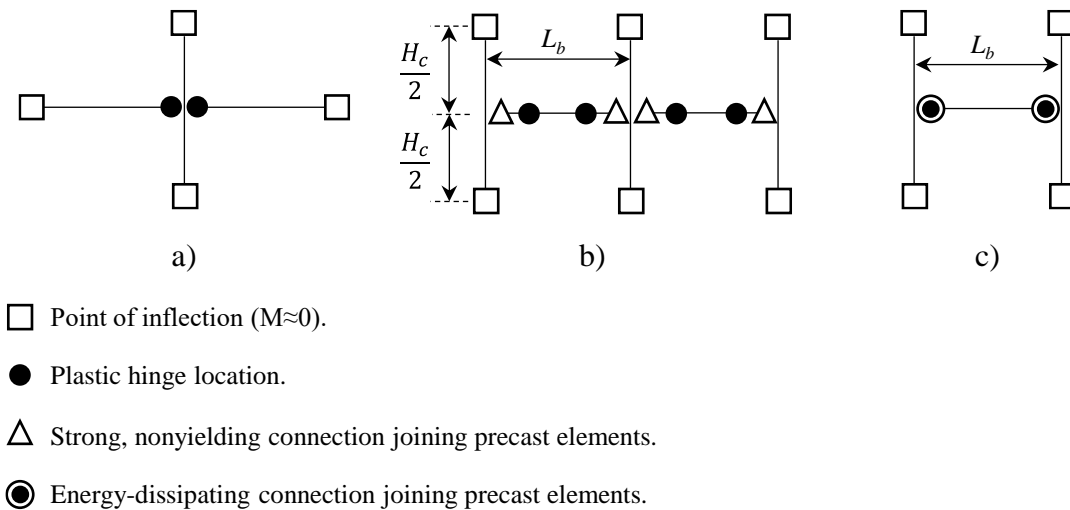 H_c
2
H_c
2
L_b
L_b
a)
b)
c)
Point of inflection (M≈0).
Plastic hinge location.
Strong, nonyielding connection joining precast elements.
Energy-dissipating connection joining precast elements.